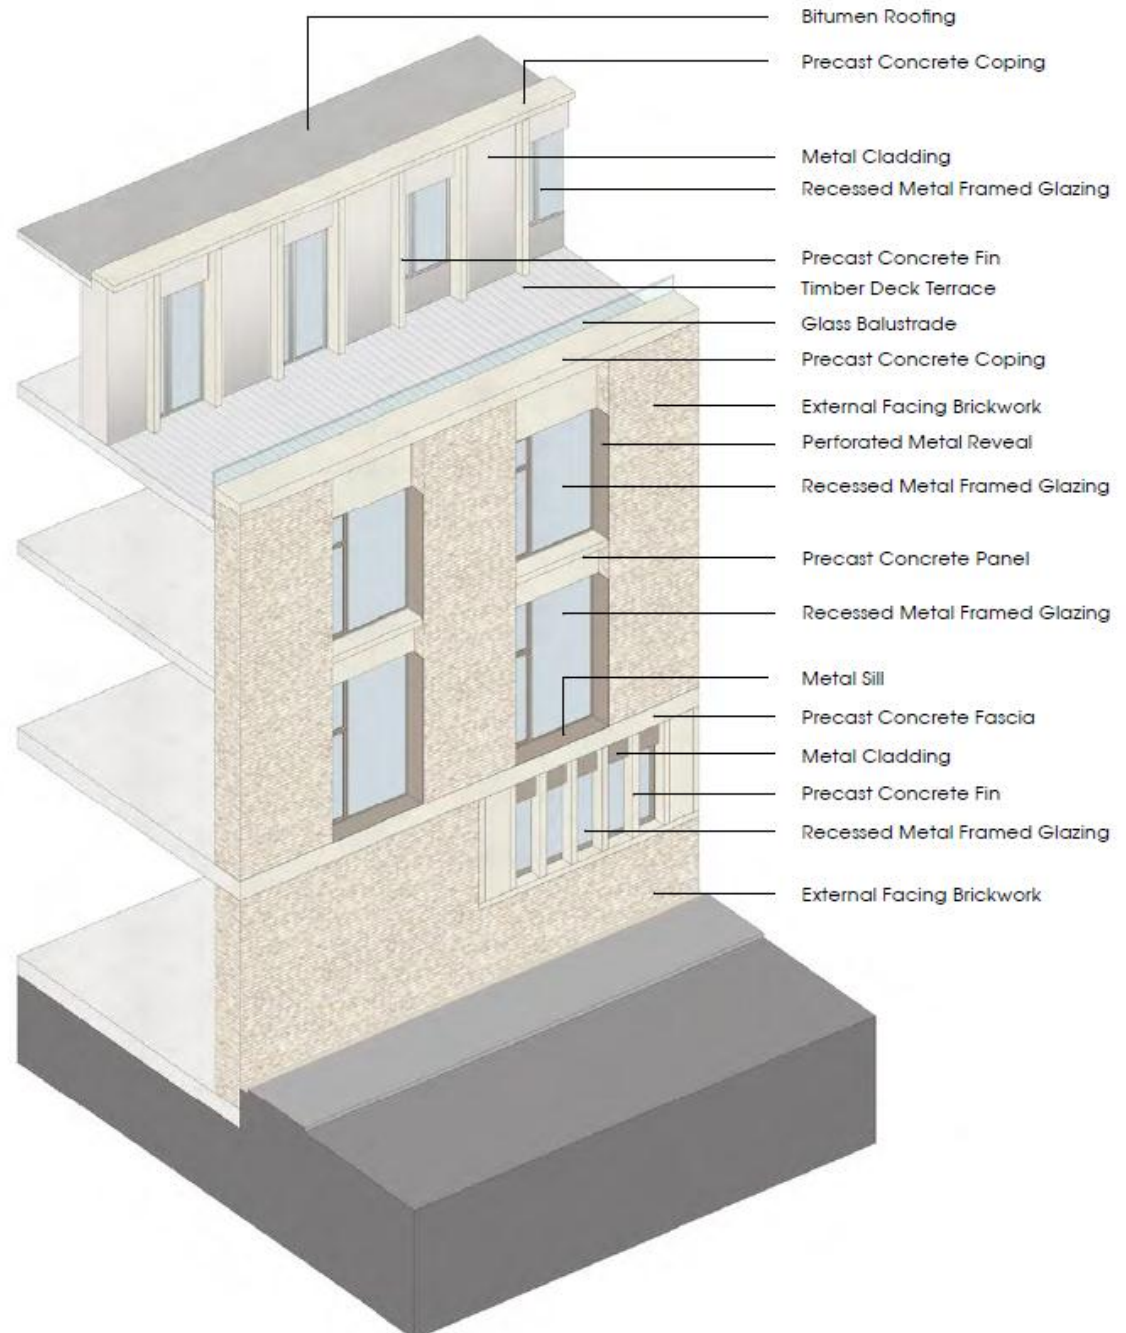 Bitumen Roofing
Precast Concrete Coping
Metal Cladding
Recessed Metal Framed Glazing
Precast Concrete Fin
Timber Deck Terrace
Glass Balustrade
Precast Concrete Coping
External Facing Brickwork
Perforated Metal Reveal
Recessed Metal Framed Glazing
Precast Concrete Panel
Recessed Metal Framed Glazing
Metal Sill
Precast Concrete Fascia
Metal Cladding
Precast Concrete Fin
Recessed Metal Framed Glazing
External Facing Brickwork